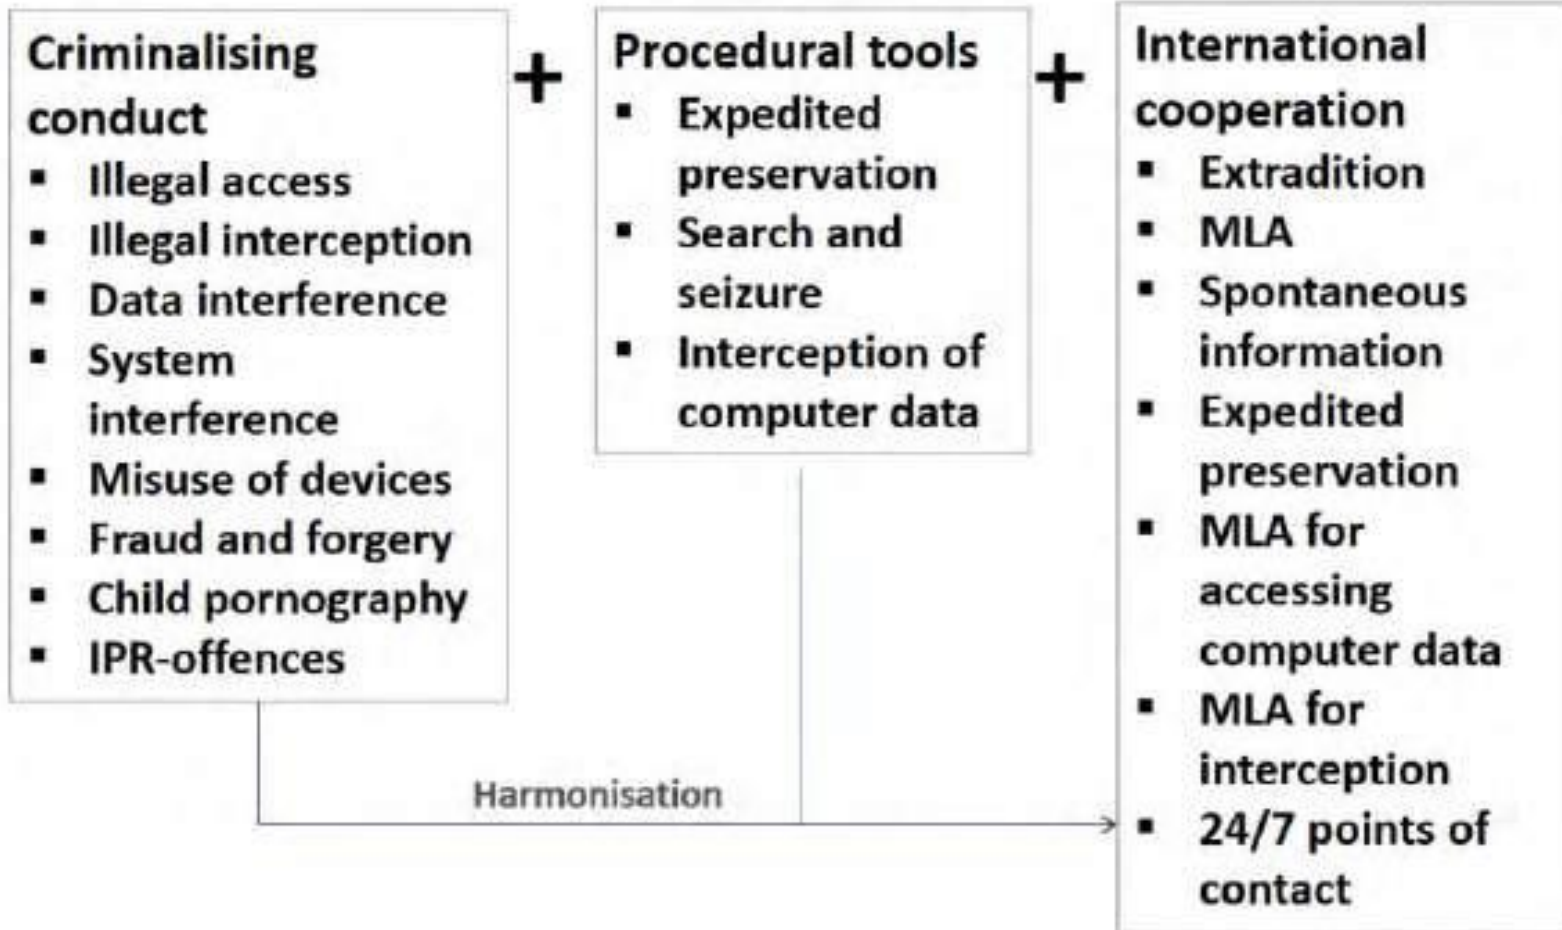 Criminalising
conduct
▪ Illegal access
▪ Illegal interception
▪ Data interference
▪ System
interference
▪ Misuse of devices
▪ Fraud and forgery
▪ Child pornography
▪ IPR-offences
+
Procedural tools
▪ Expedited
preservation
▪ Search and
seizure
▪ Interception of
computer data
+
International
cooperation
▪ Extradition
▪ MLA
▪ Spontaneous
information
▪ Expedited
preservation
▪ MLA for
accessing
computer data
▪ MLA for
interception
▪ 24/7 points of
contact
Harmonisation